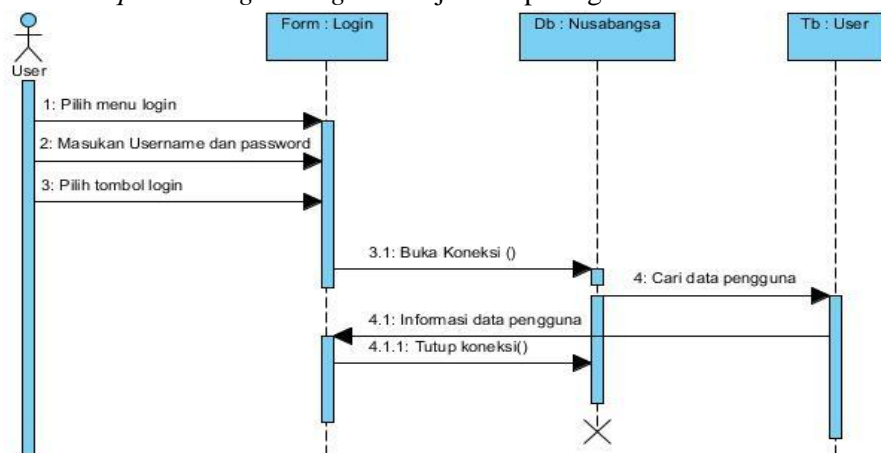 Form : Login
Db : Nusabangsa
Tb : User
User
1: Pilih menu login
2: Masukan Username dan password
3: Pilih tombol login
3.1: Buka Koneksi ()
4: Cari data pengguna
4.1: Informasi data pengguna
4.1.1: Tutup koneksi()